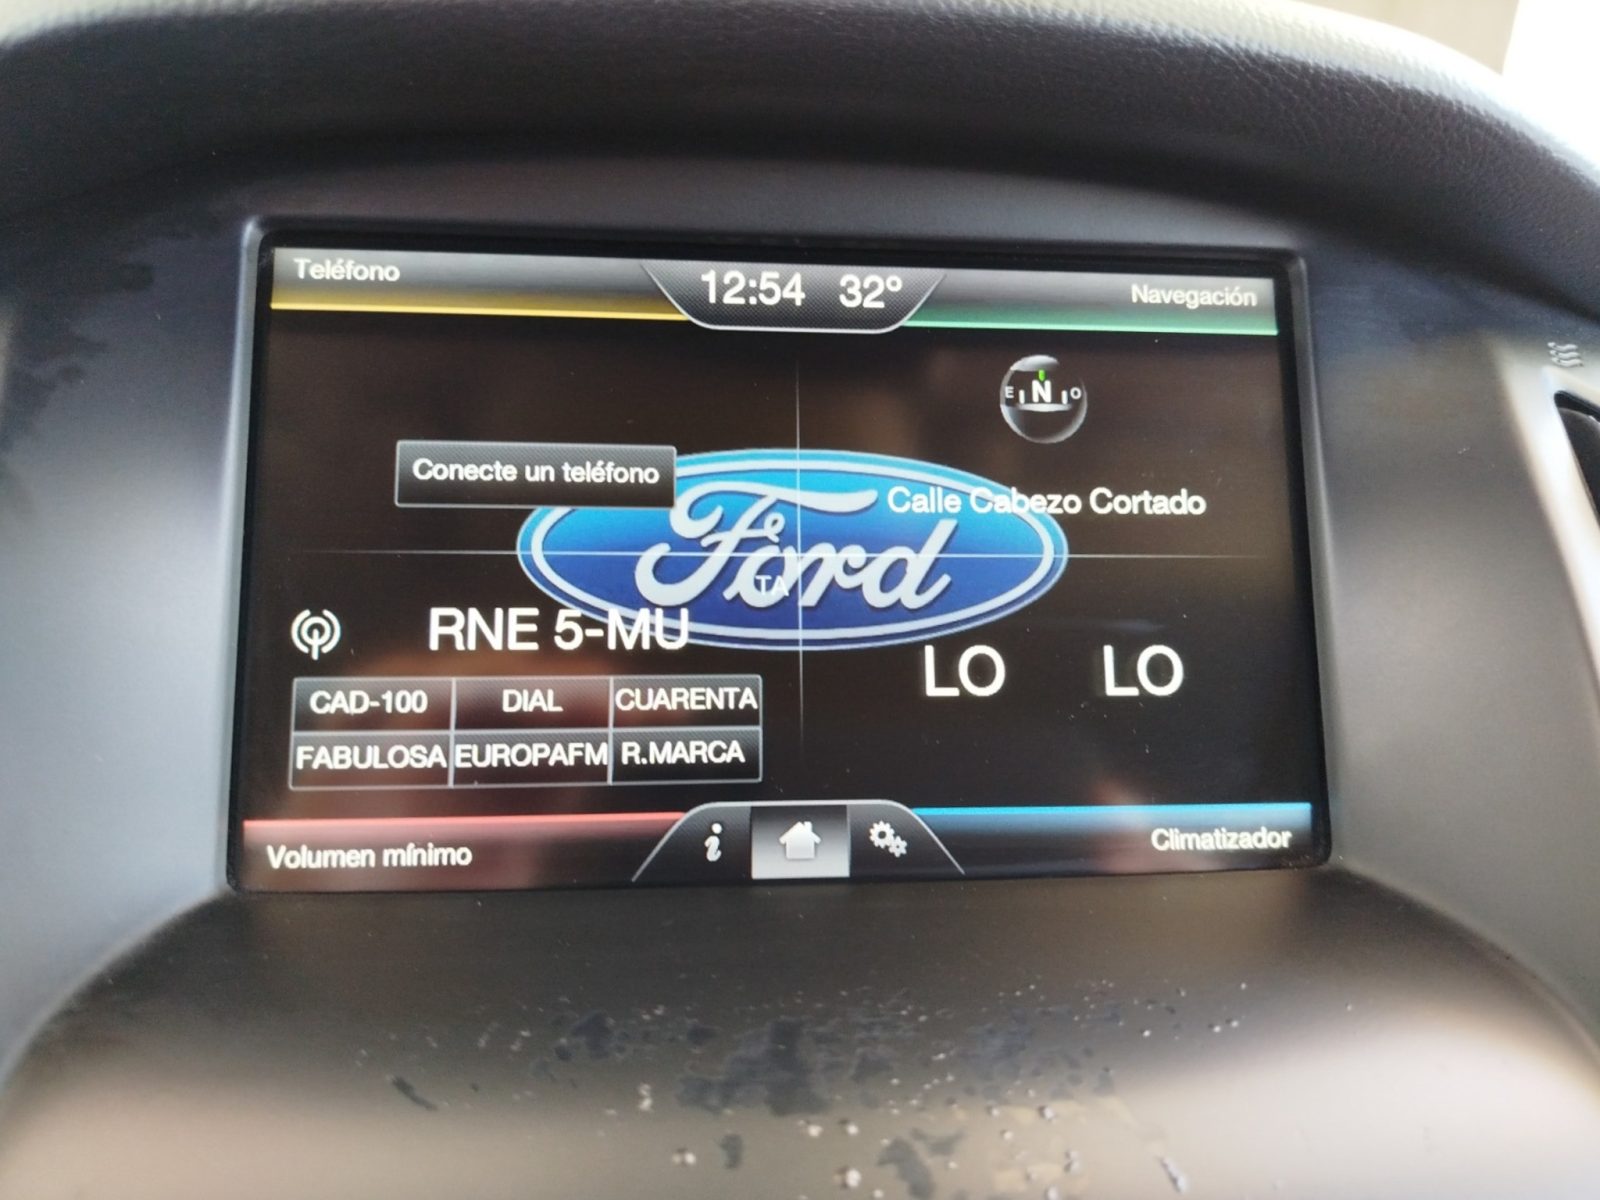 Teléfono
12:54 32º
Navegación
E N O
Conecte un teléfono
Calle Cabezo Cortado
Ford
TA
RNE 5-MU
LO LO
CAD-100 DIAL CUARENTA
FABULOSA EUROPAFM R.MARCA
Volumen mínimo
i
Climatizador